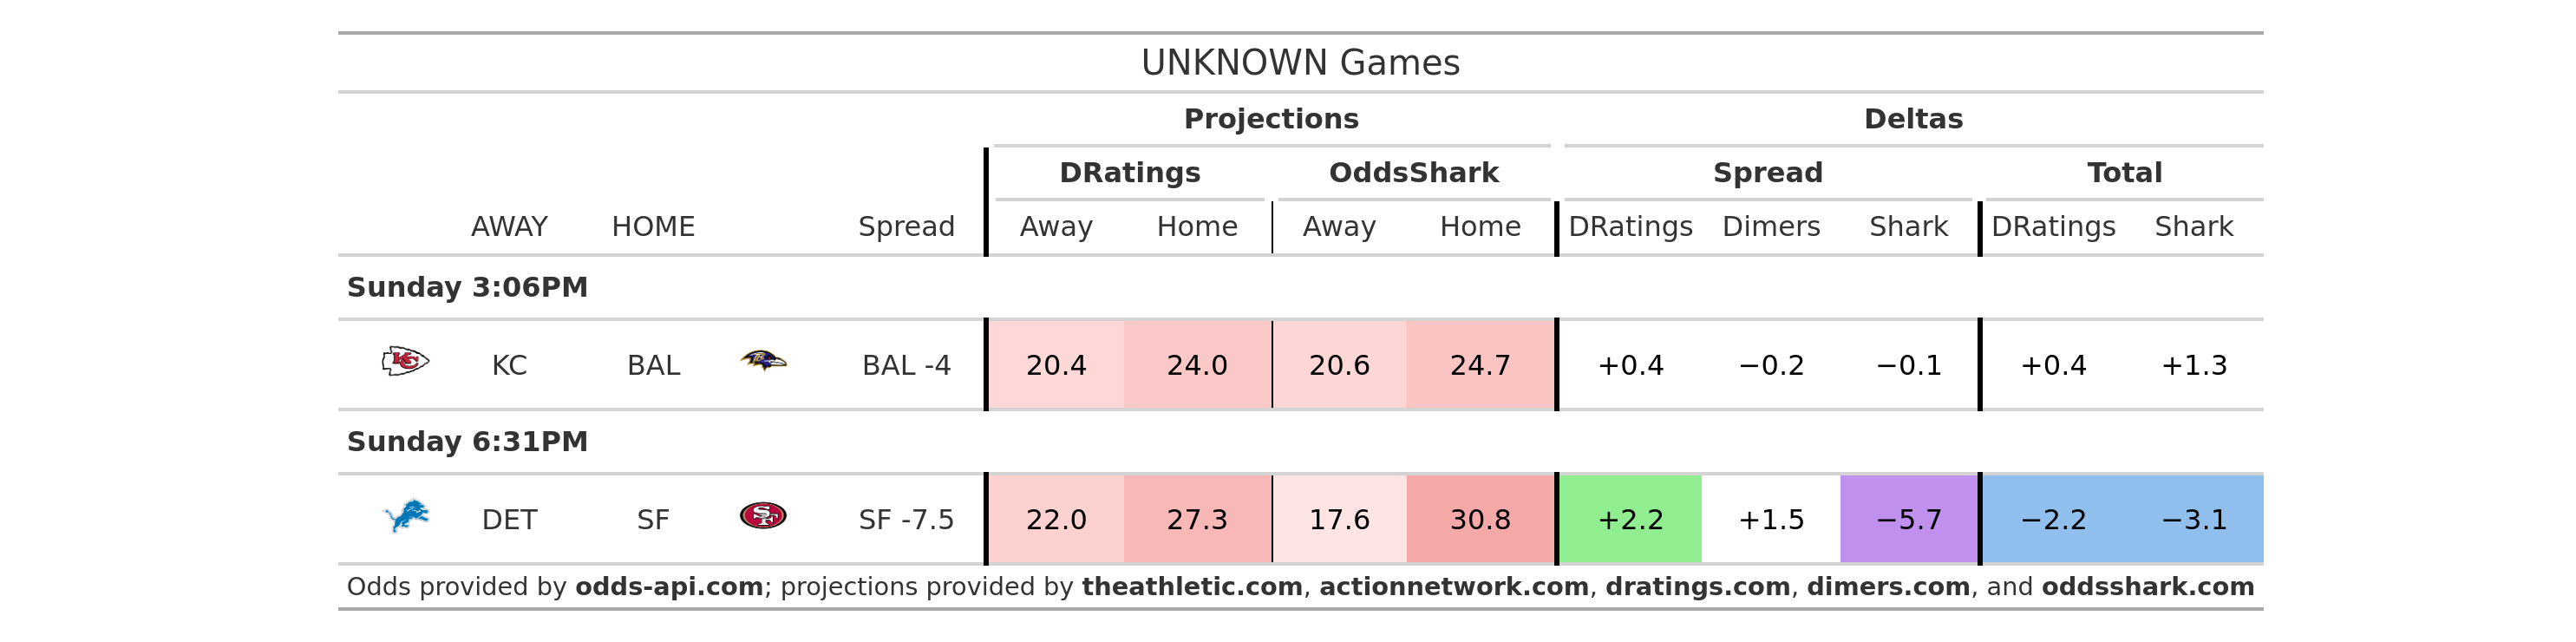 UNKNOWN Games
Projections Deltas
DRatings OddsShark Spread Total
AWAY HOME Spread Away Home Away Home DRatings Dimers Shark DRatings Shark
Sunday 3:06PM
KC KC BAL BAL -4 20.4 24.0 20.6 24.7 +0.4 −0.2 −0.1 +0.4 +1.3
Sunday 6:31PM
DET SF SF SF -7.5 22.0 27.3 17.6 30.8 +2.2 +1.5 −5.7 −2.2 −3.1
Odds provided by odds-api.com; projections provided by theathletic.com, actionnetwork.com, dratings.com, dimers.com, and oddsshark.com